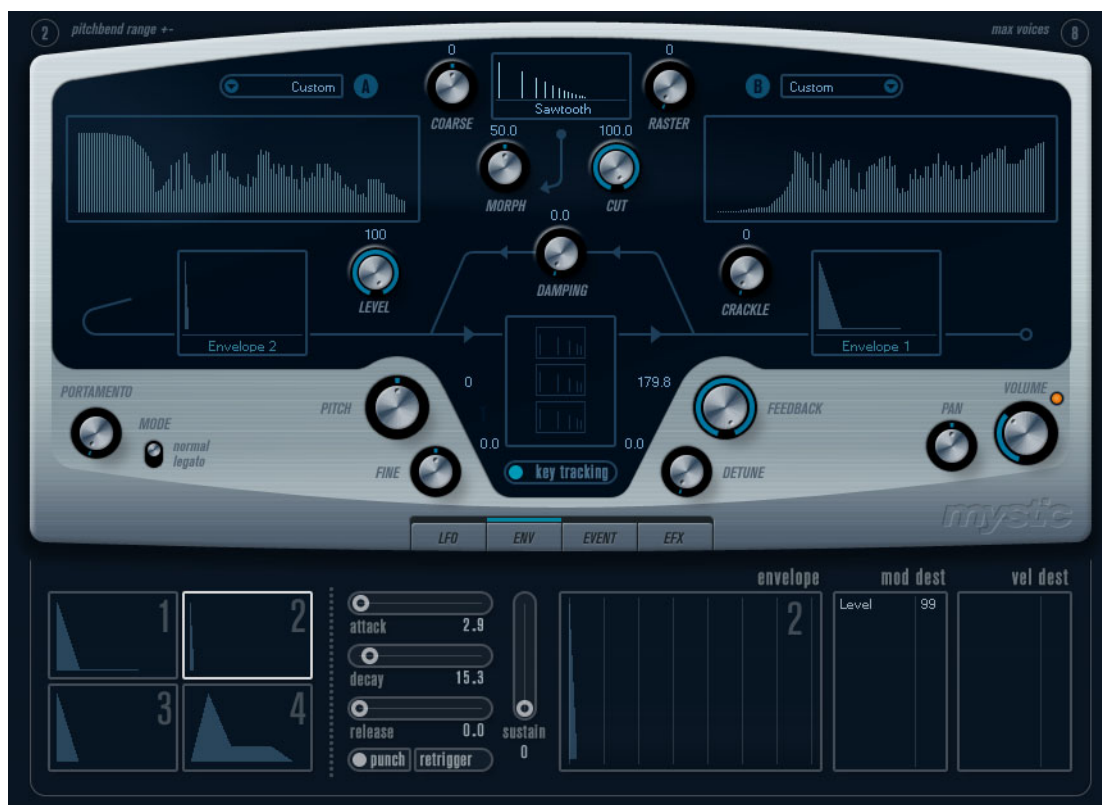 2 pitchbend range +-
max voices 8
0
0
Custom A
B Custom
Sawtooth
COARSE
RASTER
50.0
100.0
MORPH
CUT
0.0
100
0
DAMPING
LEVEL
CRACKLE
Envelope 2
Envelope 1
PORTAMENTO
VOLUME
0
179.8
PITCH
FEEDBACK
PAN
MODE
normal
legato
0.0
0.0
FINE
key tracking
DETUNE
mystic
LFO ENV EVENT EFX
envelope mod dest vel dest
1 2
attack 2.9
2
Level 99
decay 15.3
3 4
release 0.0
sustain
0
punch retrigger